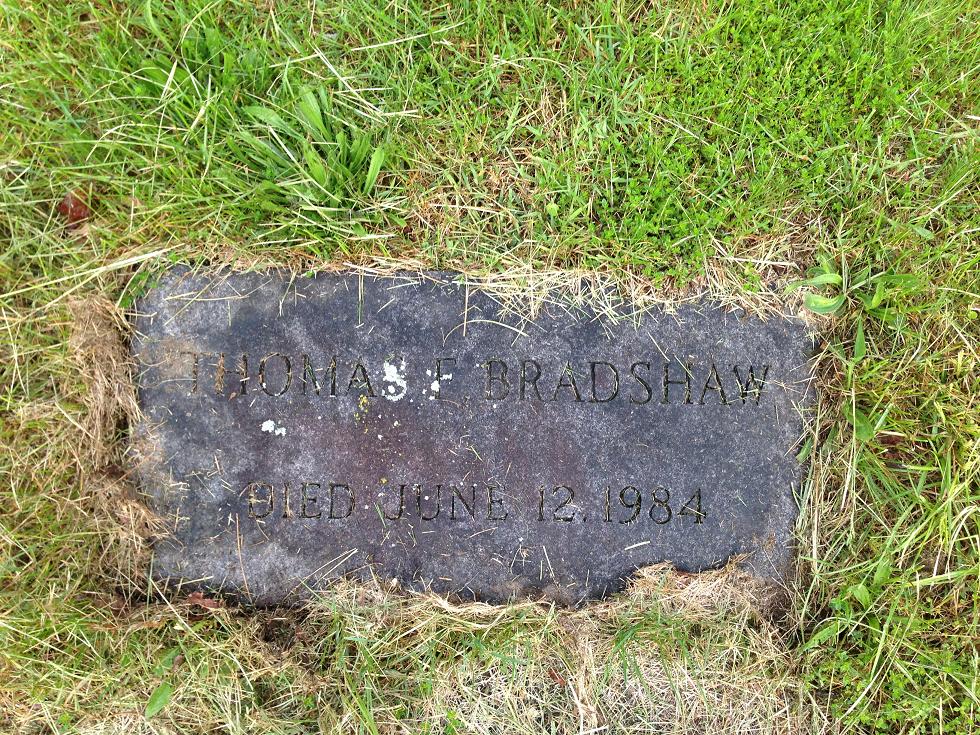 THOMAS F. BRADSHAW
DIED JUNE 12, 1984